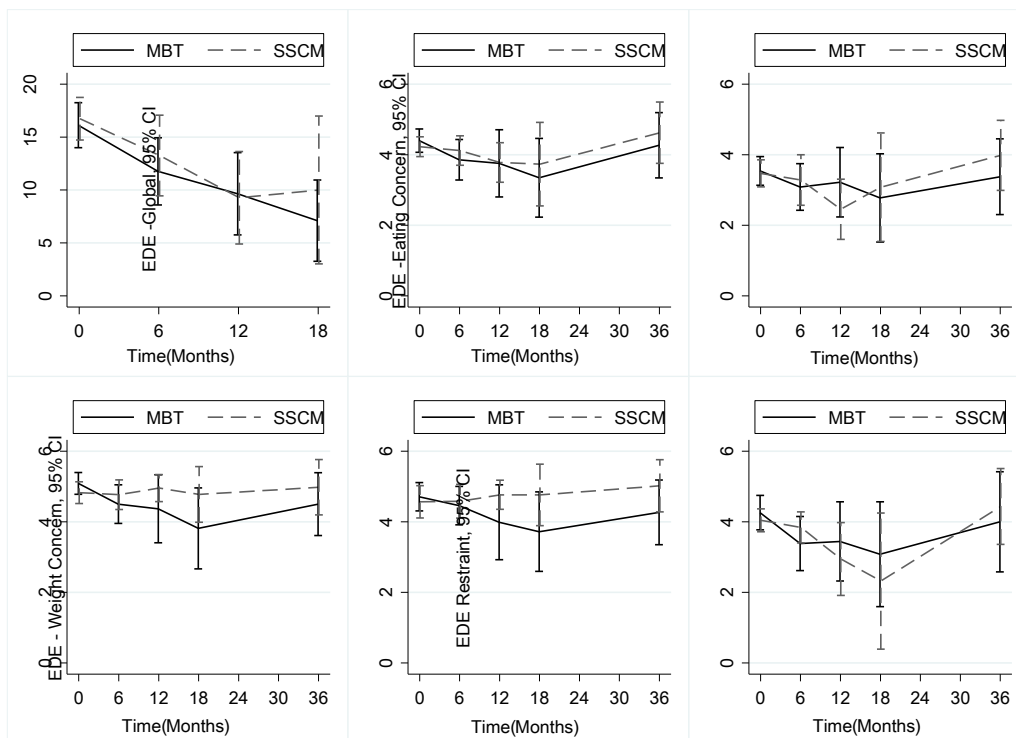 MBT SSCM
20
15
10
5
0
EDE -Global, 95% CI
0 6 12 18
Time(Months)
MBT SSCM
6
4
2
0
EDE -Eating Concern, 95% CI
0 6 12 18 24 30 36
Time(Months)
MBT SSCM
6
4
2
0
0 6 12 18 24 30 36
Time(Months)
MBT SSCM
6
4
2
0
EDE - Weight Concern, 95% CI
0 6 12 18 24 30 36
Time(Months)
MBT SSCM
6
4
2
0
EDE Restraint, 95% CI
0 6 12 18 24 30 36
Time(Months)
MBT SSCM
6
4
2
0
0 6 12 18 24 30 36
Time(Months)